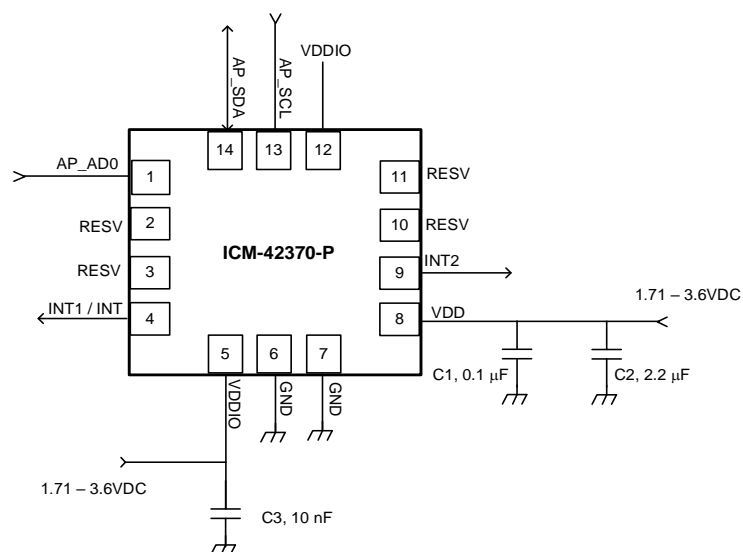 AP_SDA
AP_SCL
VDDIO
14
13
12
AP_AD0
1
11
RESV
RESV
2
10
RESV
ICM-42370-P
RESV
3
9
INT2
INT1 / INT
4
8
VDD
1.71 – 3.6VDC
5
6
7
VDDIO
GND
GND
C1, 0.1 µF
C2, 2.2 µF
1.71 – 3.6VDC
C3, 10 nF